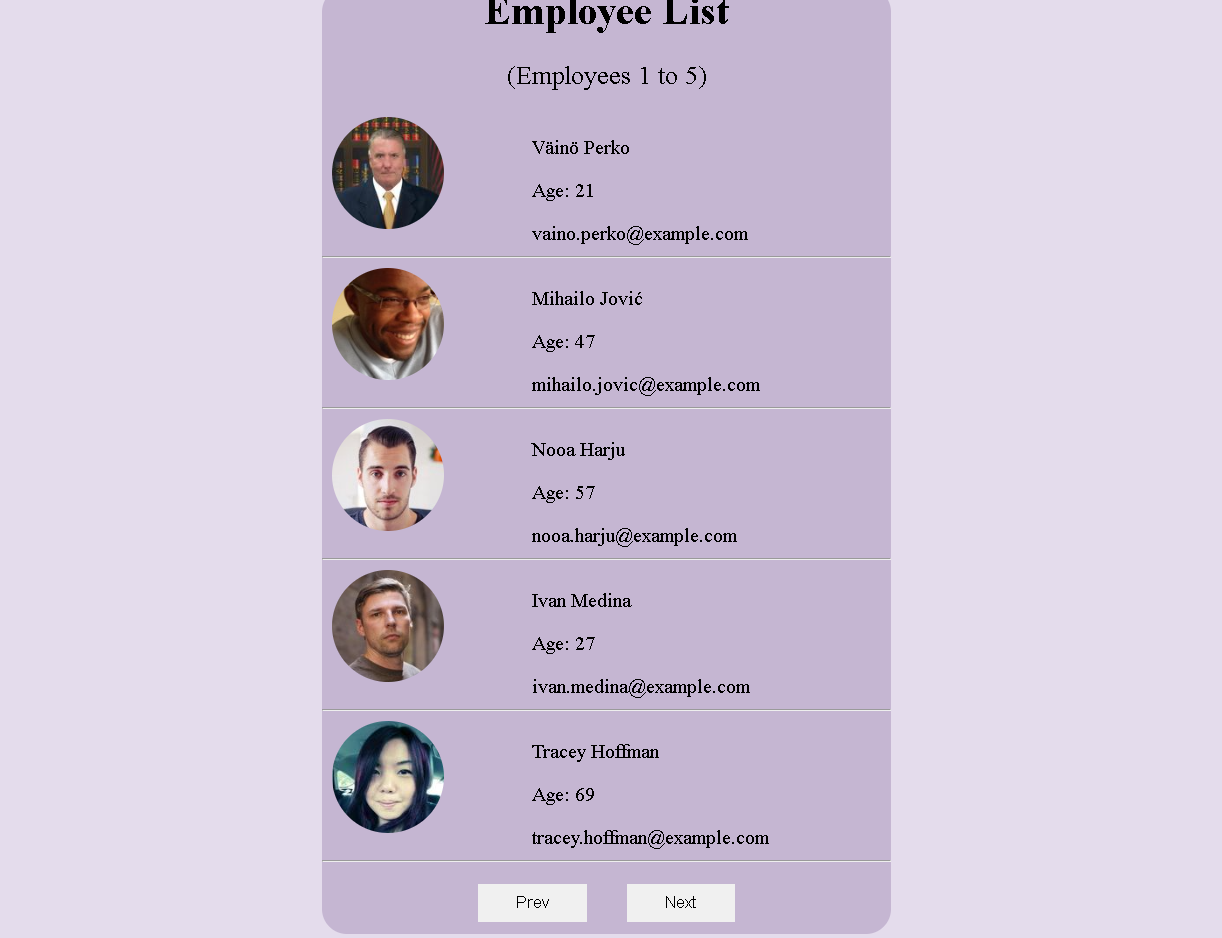 Employee List
(Employees 1 to 5)
Väinö Perko
Age: 21
vaino.perko@example.com
Mihailo Jović
Age: 47
mihailo.jovic@example.com
Nooa Harju
Age: 57
nooa.harju@example.com
Ivan Medina
Age: 27
ivan.medina@example.com
Tracey Hoffman
Age: 69
tracey.hoffman@example.com
Prev
Next